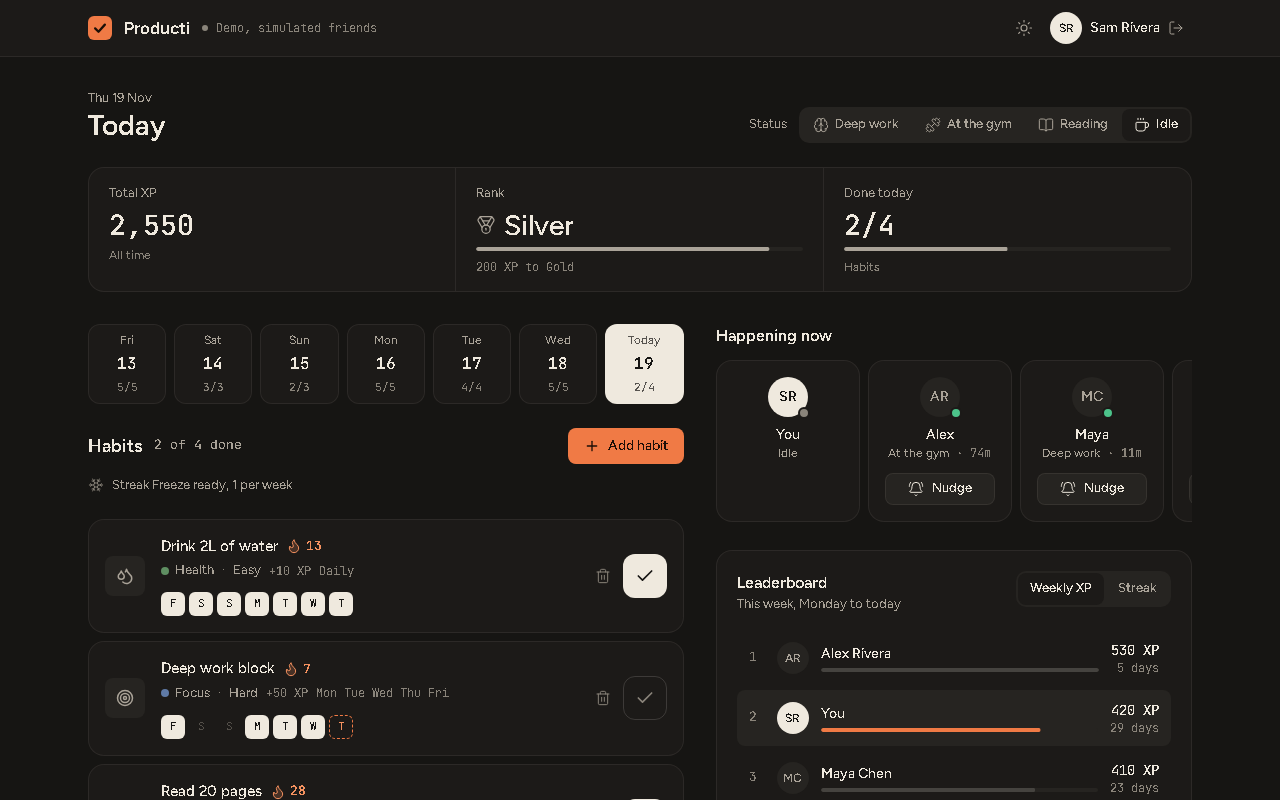 Producti
Demo, simulated friends
SR
Sam Rivera
Thu 19 Nov
Today
Status
Deep work
At the gym
Reading
Idle
Total XP
2,550
All time
Rank
Silver
200 XP to Gold
Done today
2/4
Habits
Fri
13
5/5
Sat
14
3/3
Sun
15
2/3
Mon
16
5/5
Tue
17
4/4
Wed
18
5/5
Today
19
2/4
Habits
2 of 4 done
Add habit
Streak Freeze ready, 1 per week
Drink 2L of water 13
Health · Easy +10 XP Daily
F S S M T W T
Deep work block 7
Focus · Hard +50 XP Mon Tue Wed Thu Fri
F S S M T W T
Read 20 pages 28
Happening now
SR
You
Idle
AR
Alex
At the gym · 74m
Nudge
MC
Maya
Deep work · 11m
Nudge
Leaderboard
This week, Monday to today
Weekly XP
Streak
1 AR Alex Rivera 530 XP
5 days
2 SR You 420 XP
29 days
3 MC Maya Chen 410 XP
23 days